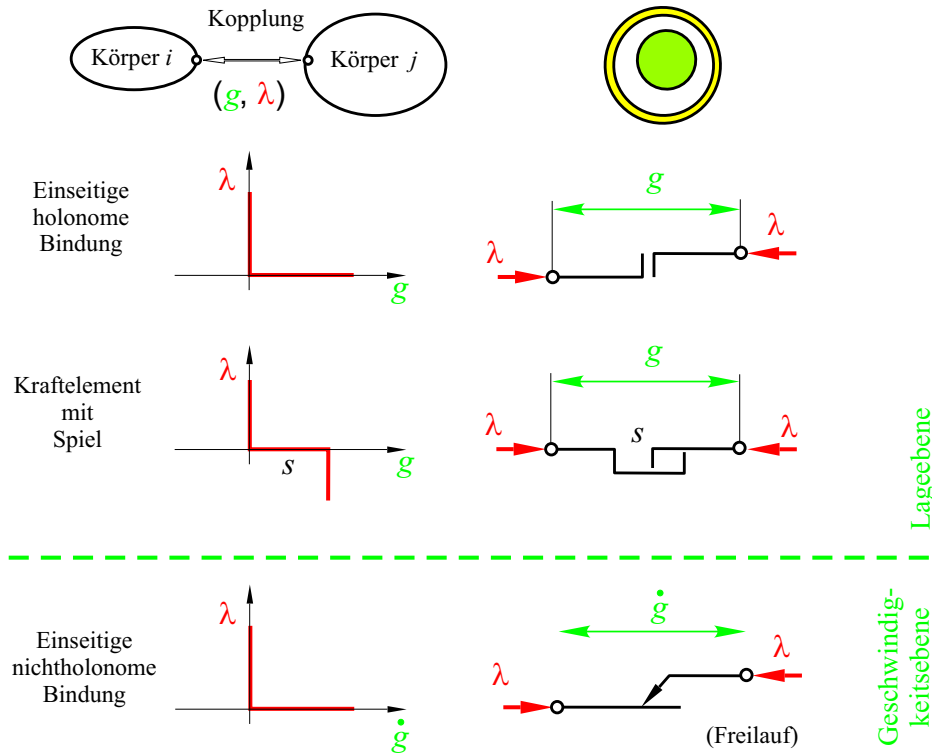 Kopplung
Körper i
Körper j
(g, λ)
Einseitige
holonome
Bindung
λ
g
g
λ
λ
Kraftelement
mit
Spiel
λ
s
g
g
λ
s
λ
Lageebene
Einseitige
nichtholonome
Bindung
λ
ġ
ġ
λ
λ
(Freilauf)
Geschwindig-
keitsebene